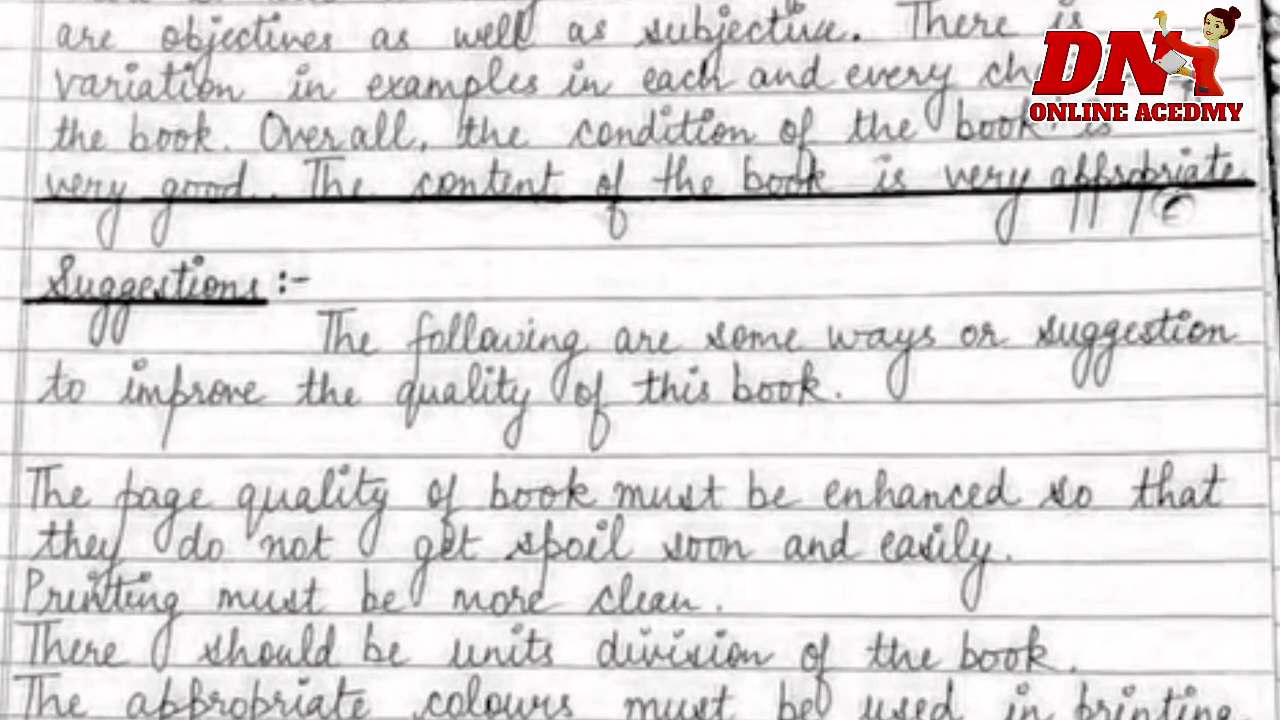 are objectives as well as subjective. There is
variation in examples in each and every ch
the book. Overall, the condition of the book is
very good. The content of the book is very appropriate.
Suggestions :-
The following are some ways or suggestion
to improve the quality of this book.
The page quality of book must be enhanced so that
they do not get spoil soon and easily.
Printing must be more clean.
There should be units division of the book.
The appropriate colours must be used in printing.
DN
ONLINE ACEDMY